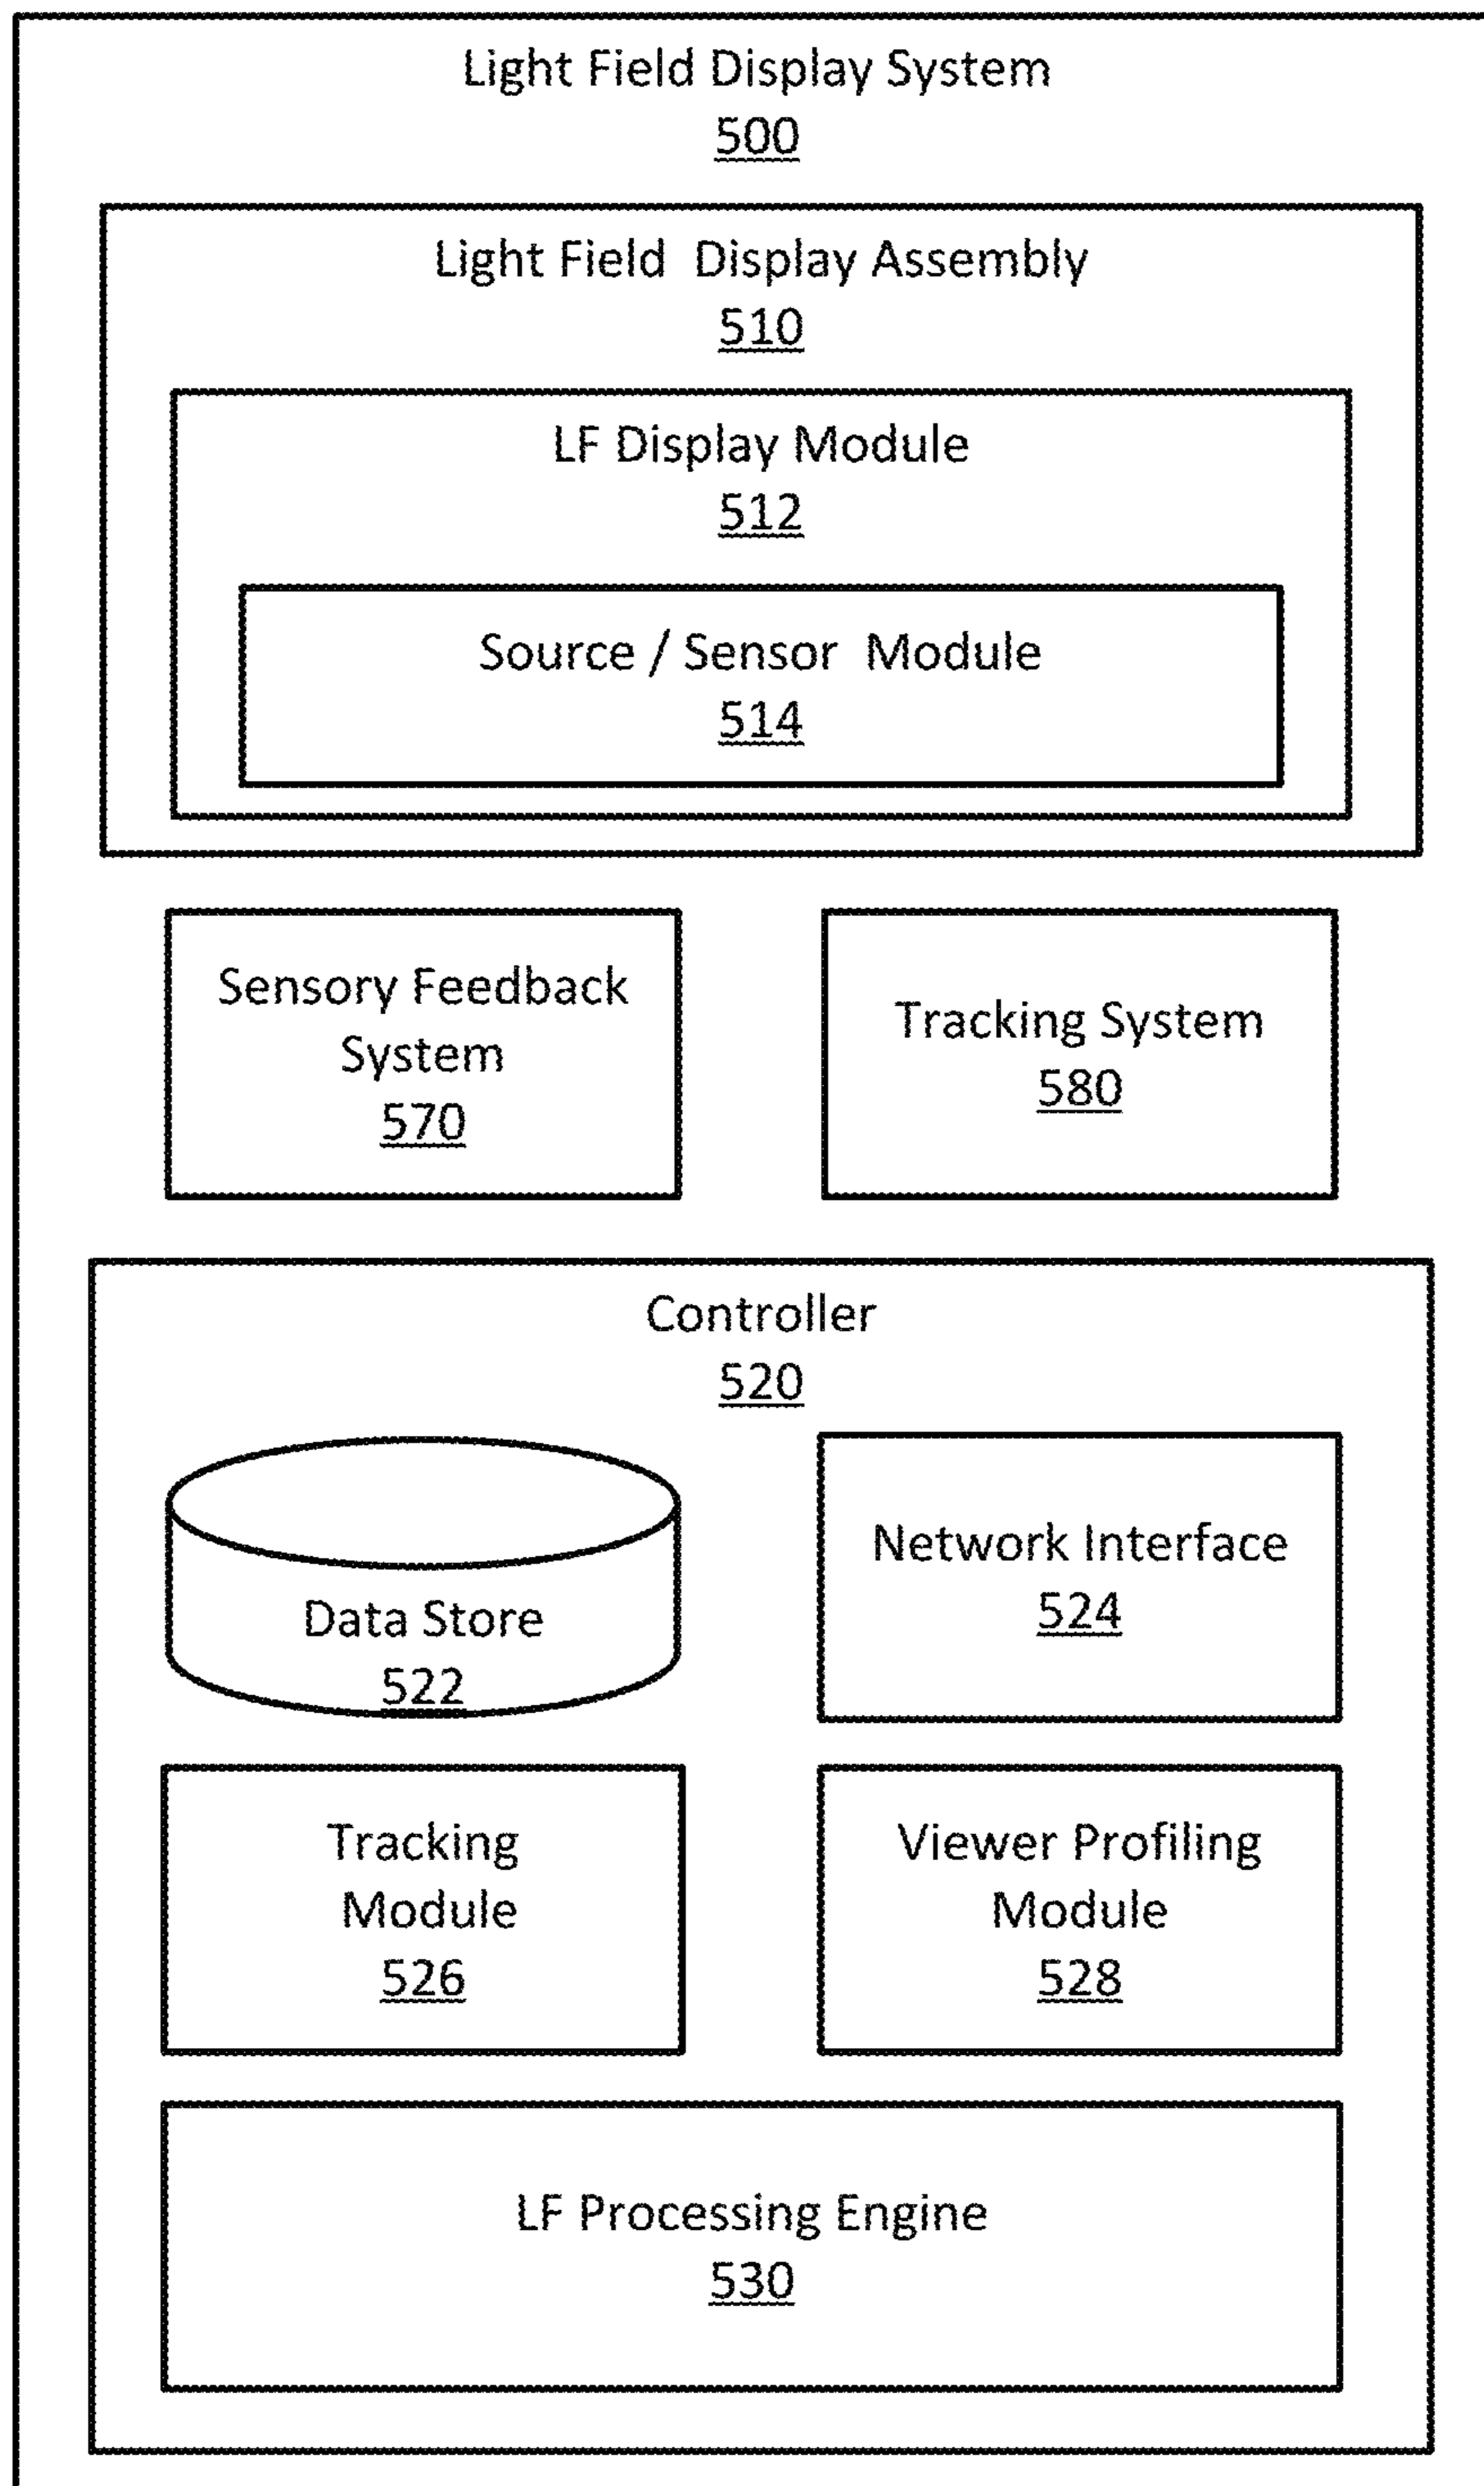 Light Field Display System
500
Light Field Display Assembly
510
LF Display Module
512
Source / Sensor Module
514
Sensory Feedback
System
570
Tracking System
580
Controller
520
Data Store
522
Network Interface
524
Tracking
Module
526
Viewer Profiling
Module
528
LF Processing Engine
530